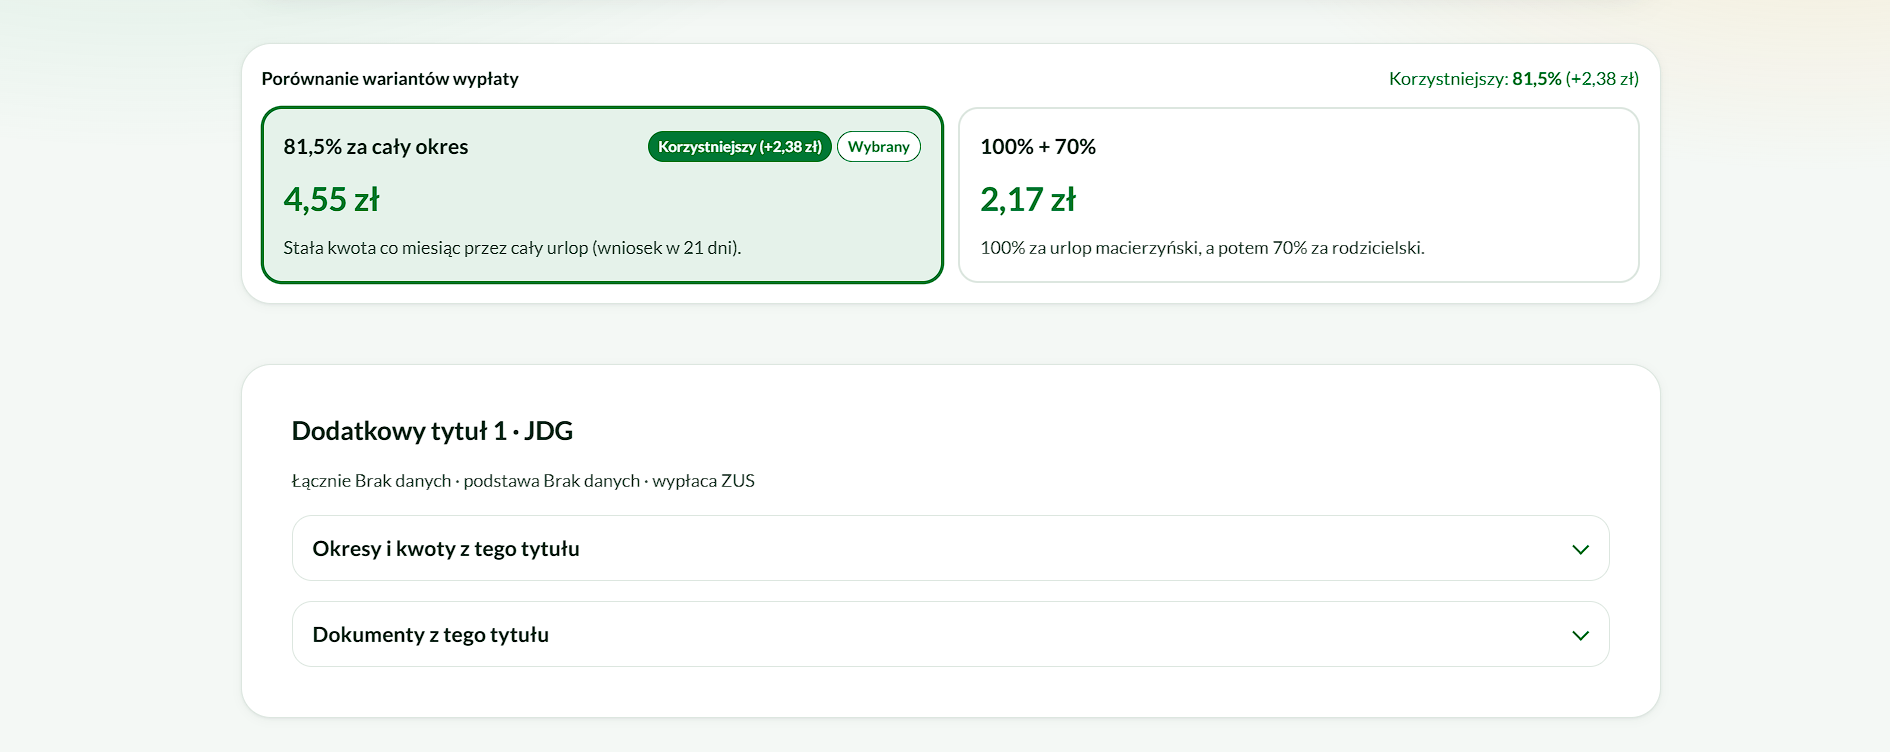 Porównanie wariantów wypłaty
Korzystniejszy: 81,5% (+2,38 zł)
81,5% za cały okres
Korzystniejszy (+2,38 zł)
Wybrany
4,55 zł
Stała kwota co miesiąc przez cały urlop (wniosek w 21 dni).
100% + 70%
2,17 zł
100% za urlop macierzyński, a potem 70% za rodzicielski.
Dodatkowy tytuł 1 · JDG
Łącznie Brak danych · podstawa Brak danych · wypłaca ZUS
Okresy i kwoty z tego tytułu
Dokumenty z tego tytułu